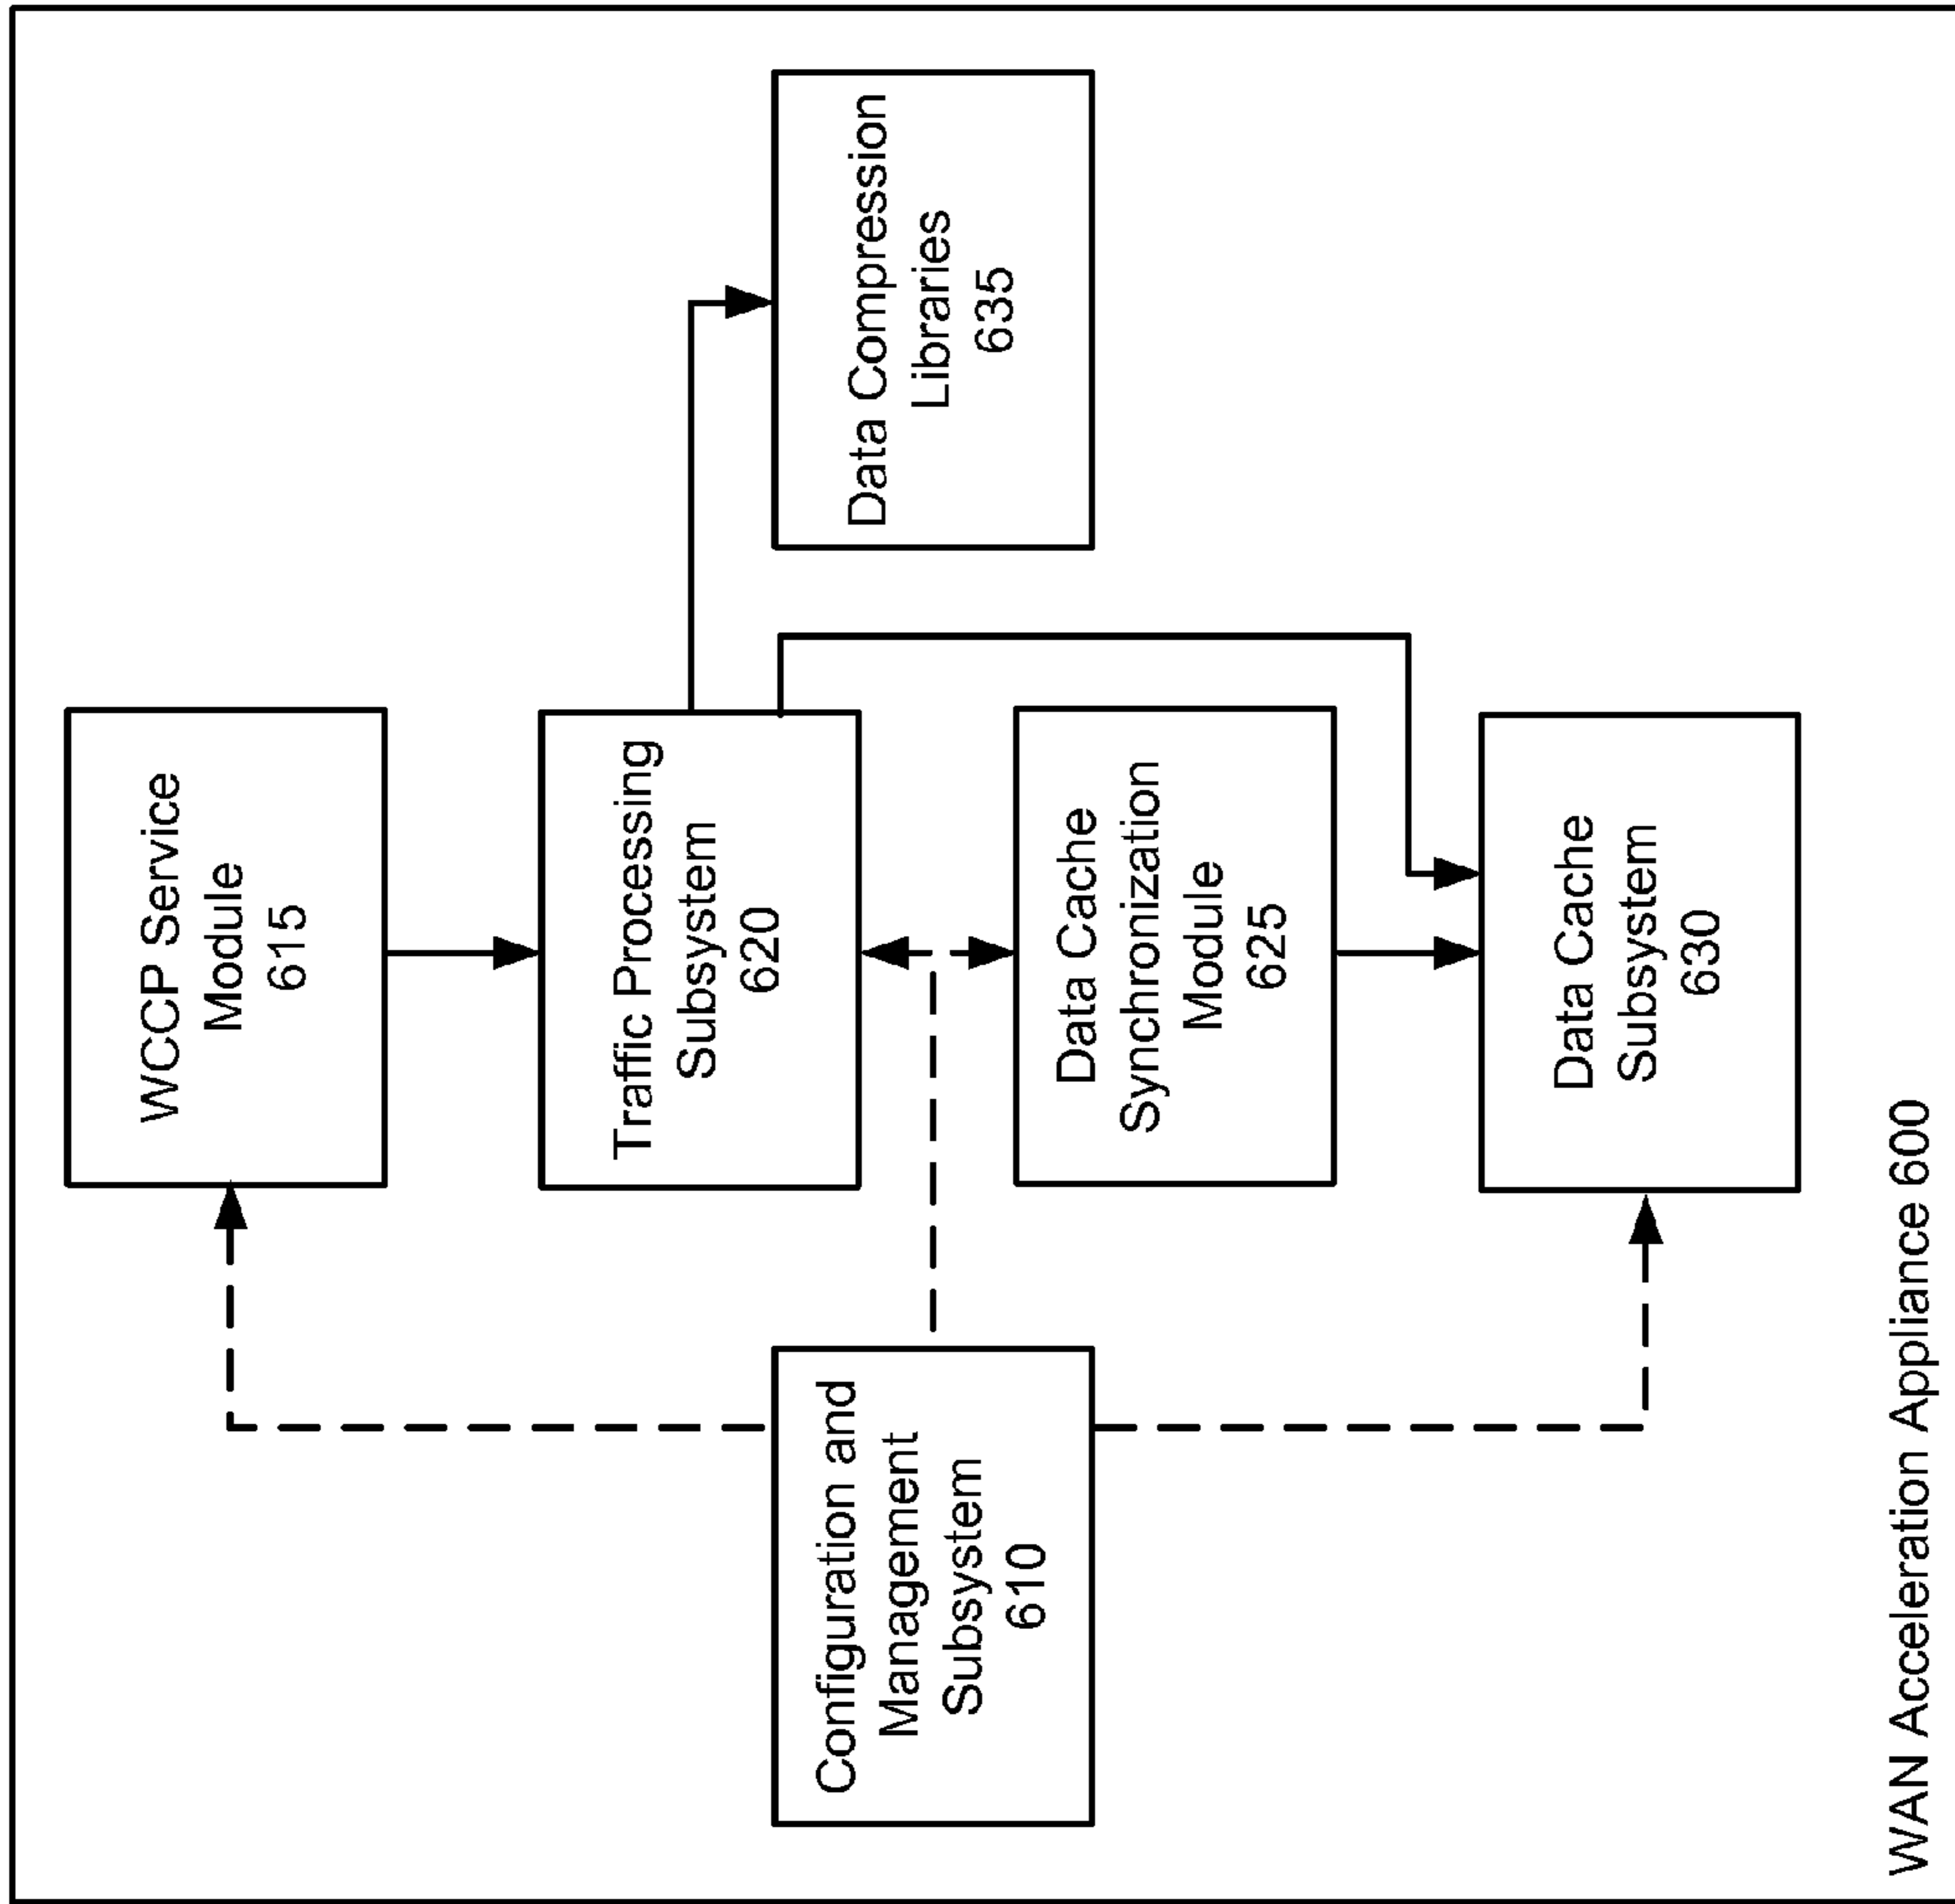 WCCP Service
Module
615
Traffic Processing
Subsystem
620
Data Compression
Libraries
635
Configuration and
Management
Subsystem
610
Data Cache
Synchronization
Module
625
Data Cache
Subsystem
630
WAN Acceleration Appliance 600